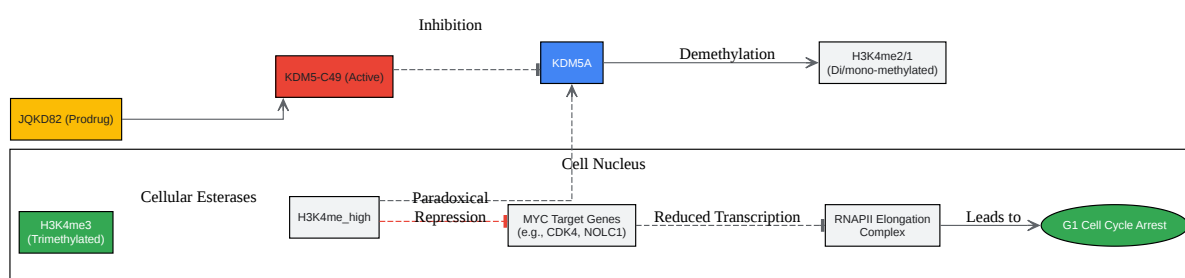 Inhibition
KDM5-C49 (Active)
KDM5A
Demethylation
H3K4me2/1
(Di/mono-methylated)
JQKD82 (Prodrug)
Cell Nucleus
Cellular Esterases
H3K4me3
(Trimethylated)
H3K4me_high
Paradoxical
Repression
MYC Target Genes
(e.g., CDK4, NOLC1)
Reduced Transcription
RNAPII Elongation
Complex
Leads to
G1 Cell Cycle Arrest